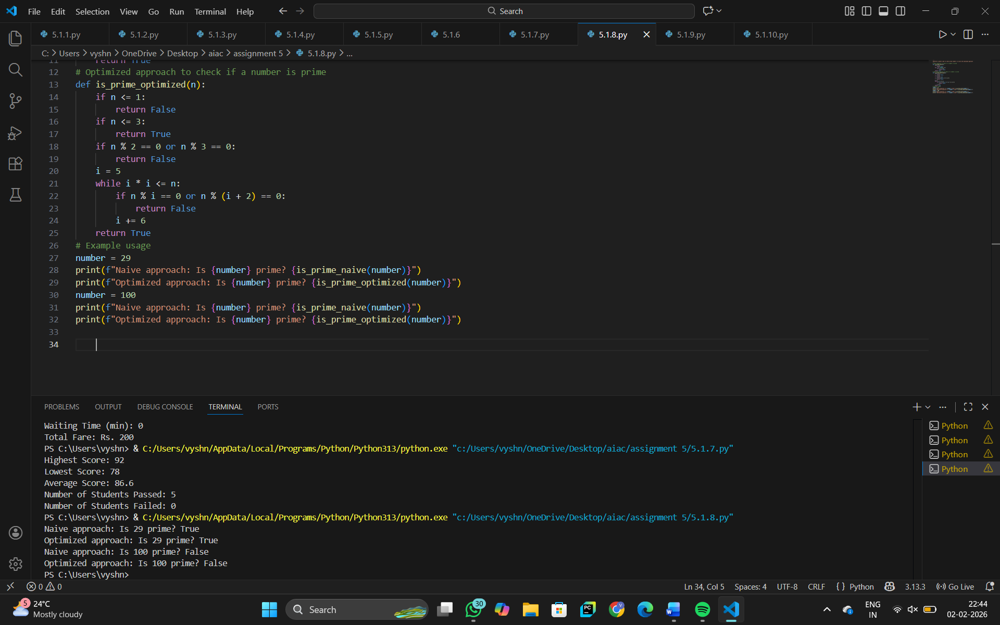 File Edit Selection View Go Run Terminal Help
Search
5.1.1.py 5.1.2.py 5.1.3.py 5.1.4.py 5.1.5.py 5.1.6 5.1.7.py 5.1.8.py 5.1.9.py 5.1.10.py
C: > Users > vyshn > OneDrive > Desktop > aiac > assignment 5 > 5.1.8.py > ...
11 return True
12 # Optimized approach to check if a number is prime
13 def is_prime_optimized(n):
14 if n <= 1:
15 return False
16 if n <= 3:
17 return True
18 if n % 2 == 0 or n % 3 == 0:
19 return False
20 i = 5
21 while i * i <= n:
22 if n % i == 0 or n % (i + 2) == 0:
23 return False
24 i += 6
25 return True
26 # Example usage
27 number = 29
28 print(f"Naive approach: Is {number} prime? {is_prime_naive(number)}")
29 print(f"Optimized approach: Is {number} prime? {is_prime_optimized(number)}")
30 number = 100
31 print(f"Naive approach: Is {number} prime? {is_prime_naive(number)}")
32 print(f"Optimized approach: Is {number} prime? {is_prime_optimized(number)}")
33
34
PROBLEMS OUTPUT DEBUG CONSOLE TERMINAL PORTS
Waiting Time (min): 0
Total Fare: Rs. 200
PS C:\Users\vyshn> & C:/Users/vyshn/AppData/Local/Programs/Python/Python313/python.exe "c:/Users/vyshn/OneDrive/Desktop/aiac/assignment 5/5.1.7.py"
Highest Score: 92
Lowest Score: 78
Average Score: 86.6
Number of Students Passed: 5
Number of Students Failed: 0
PS C:\Users\vyshn> & C:/Users/vyshn/AppData/Local/Programs/Python/Python313/python.exe "c:/Users/vyshn/OneDrive/Desktop/aiac/assignment 5/5.1.8.py"
Naive approach: Is 29 prime? True
Optimized approach: Is 29 prime? True
Naive approach: Is 100 prime? False
Optimized approach: Is 100 prime? False
PS C:\Users\vyshn>
Python
Python
Python
Python
0 0 Ln 34, Col 5 Spaces: 4 UTF-8 CRLF { } Python 3.13.3 Go Live
5 24°C
Mostly cloudy
Search
30
PC
ENG
IN
22:44
02-02-2026